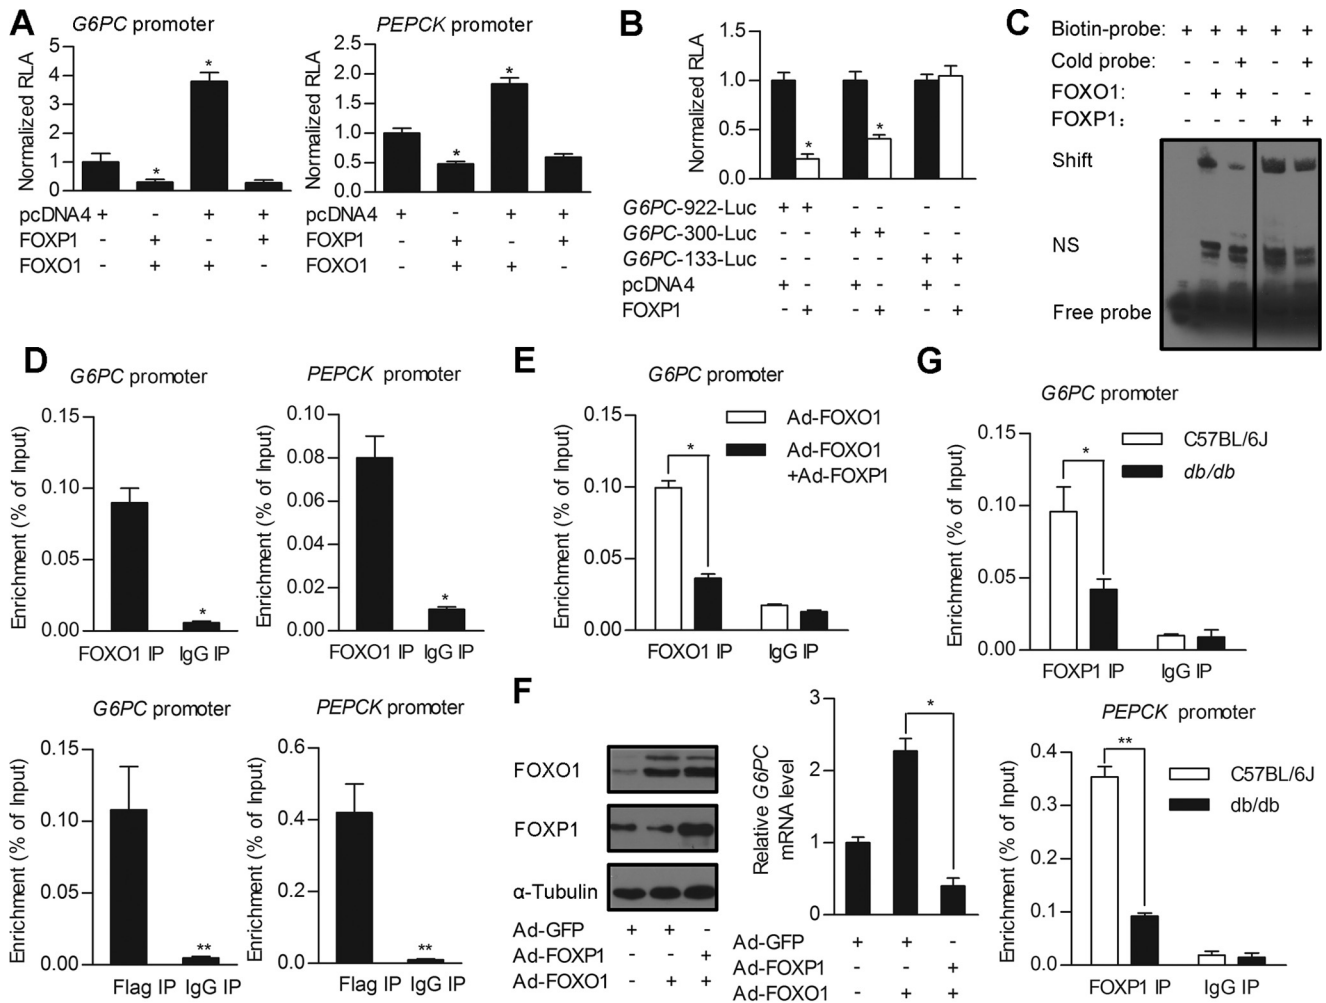 A
G6PC promoter
Normalized RLA
5
4
3
2
1
0
*
*
pcDNA4 + - + +
FOXP1 - + - +
FOXO1 - + + -
PEPCK promoter
Normalized RLA
2.5
2.0
1.5
1.0
0.5
0.0
*
*
pcDNA4 + - + +
FOXP1 - + - +
FOXO1 - + + -
B
Normalized RLA
1.5
1.0
0.5
0.0
*
*
G6PC-922-Luc + + - - - -
G6PC-300-Luc - - + + - -
G6PC-133-Luc - - - - + +
pcDNA4 + - + - + -
FOXP1 - + - + - +
C
Biotin-probe: + + + + +
Cold probe: - - + - +
FOXO1: - + + - -
FOXP1: - - - + +
Shift
NS
Free probe
D
G6PC promoter
Enrichment (% of Input)
0.15
0.10
0.05
0.00
*
FOXO1 IP IgG IP
PEPCK promoter
Enrichment (% of Input)
0.10
0.08
0.06
0.04
0.02
0.00
*
FOXO1 IP IgG IP
G6PC promoter
Enrichment (% of Input)
0.15
0.10
0.05
0.00
**
Flag IP IgG IP
PEPCK promoter
Enrichment (% of Input)
0.6
0.4
0.2
0.0
**
Flag IP IgG IP
E
G6PC promoter
Enrichment (% of Input)
0.15
0.10
0.05
0.00
*
Ad-FOXO1
Ad-FOXO1
+Ad-FOXP1
FOXO1 IP IgG IP
F
FOXO1
FOXP1
α-Tubulin
Ad-GFP + + -
Ad-FOXP1 - - +
Ad-FOXO1 - + +
Relative G6PC
mRNA level
3
2
1
0
*
Ad-GFP + + -
Ad-FOXP1 - - +
Ad-FOXO1 - + +
G
G6PC promoter
Enrichment (% of Input)
0.15
0.10
0.05
0.00
*
C57BL/6J
db/db
FOXP1 IP IgG IP
PEPCK promoter
Enrichment (% of Input)
0.4
0.3
0.2
0.1
0.0
**
C57BL/6J
db/db
FOXP1 IP IgG IP